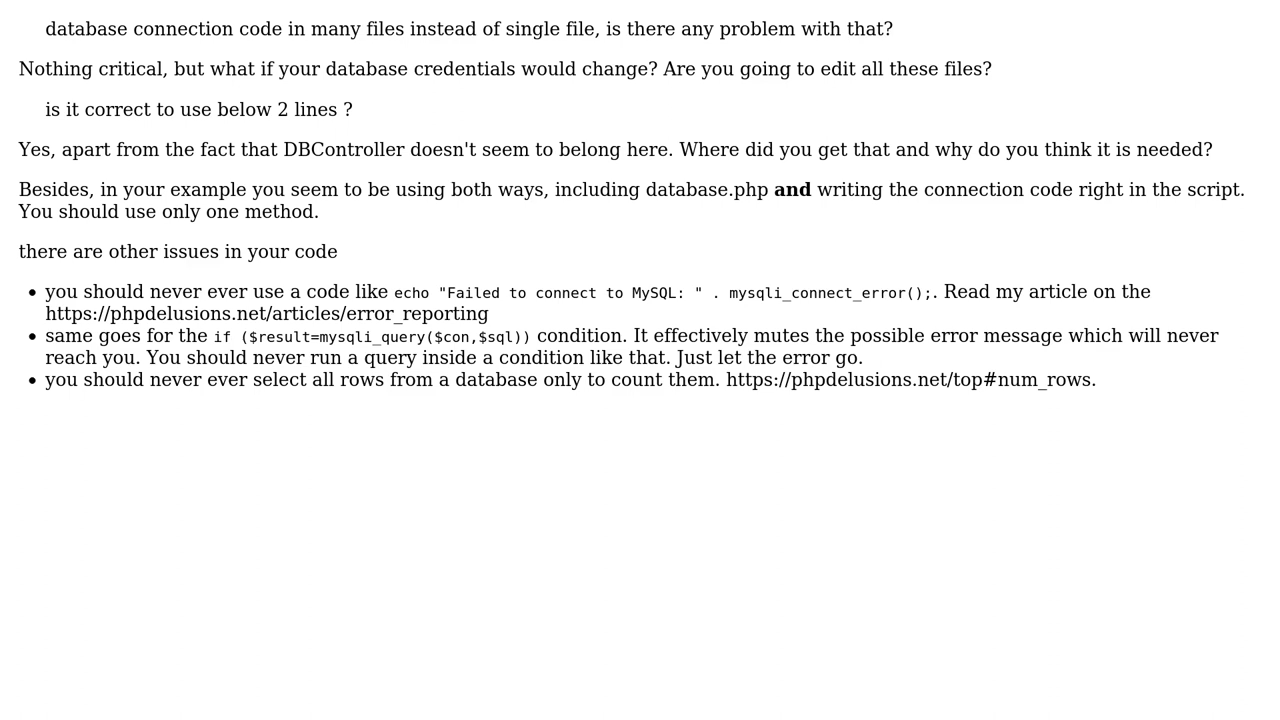 database connection code in many files instead of single file, is there any problem with that?
Nothing critical, but what if your database credentials would change? Are you going to edit all these files?
is it correct to use below 2 lines ?
Yes, apart from the fact that DBController doesn't seem to belong here. Where did you get that and why do you think it is needed?
Besides, in your example you seem to be using both ways, including database.php and writing the connection code right in the script.
You should use only one method.
there are other issues in your code
• you should never ever use a code like echo "Failed to connect to MySQL: " . mysqli_connect_error();. Read my article on the
https://phpdelusions.net/articles/error_reporting
• same goes for the if ($result=mysqli_query($con,$sql)) condition. It effectively mutes the possible error message which will never
reach you. You should never run a query inside a condition like that. Just let the error go.
• you should never ever select all rows from a database only to count them. https://phpdelusions.net/top#num_rows.